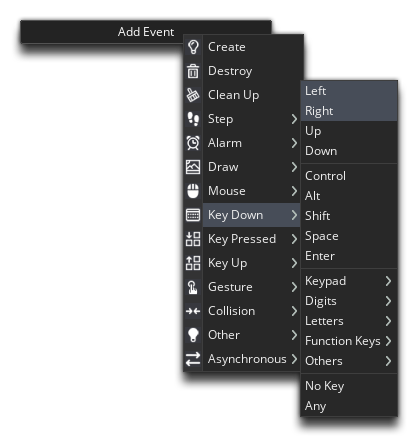 Add Event
Create
Destroy
Clean Up
Step
Alarm
Draw
Mouse
Key Down
Key Pressed
Key Up
Gesture
Collision
Other
Asynchronous
Left
Right
Up
Down
Control
Alt
Shift
Space
Enter
Keypad
Digits
Letters
Function Keys
Others
No Key
Any